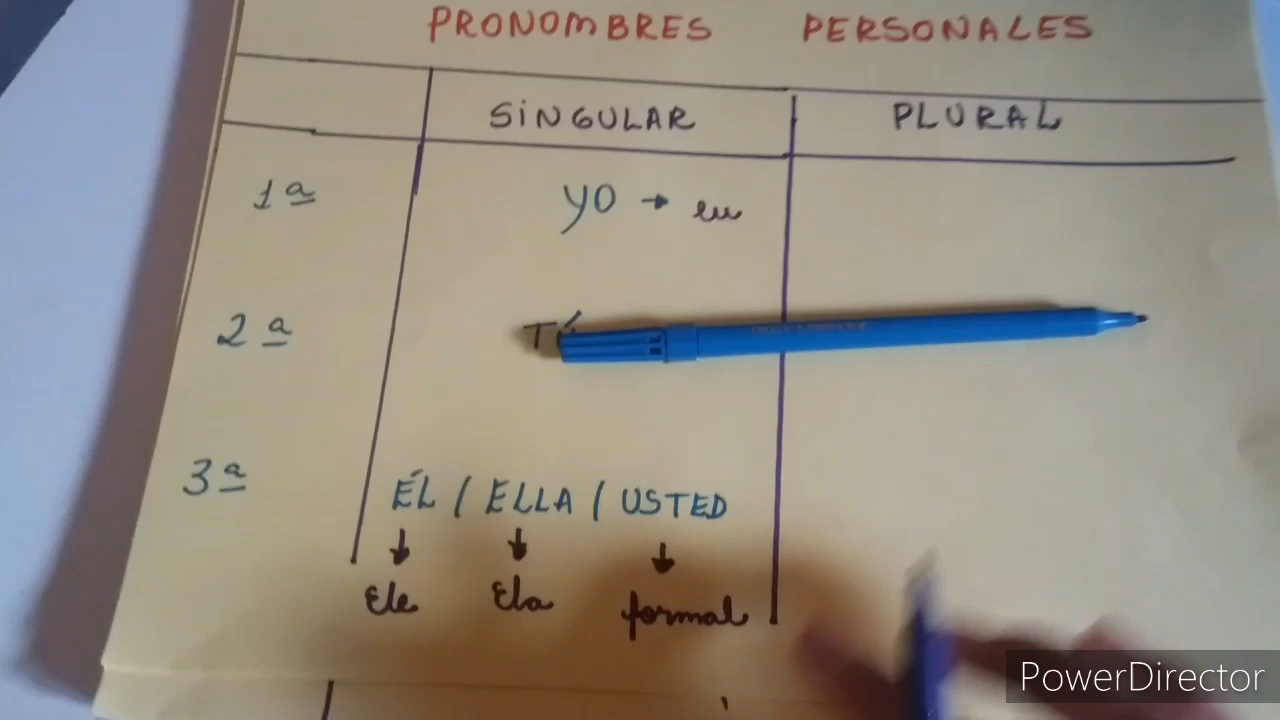 PRONOMBRES PERSONALES
SINGULAR PLURAL
1ª YO → eu
2ª
3ª ÉL / ELLA / USTED
Ele Ela formal
PowerDirector